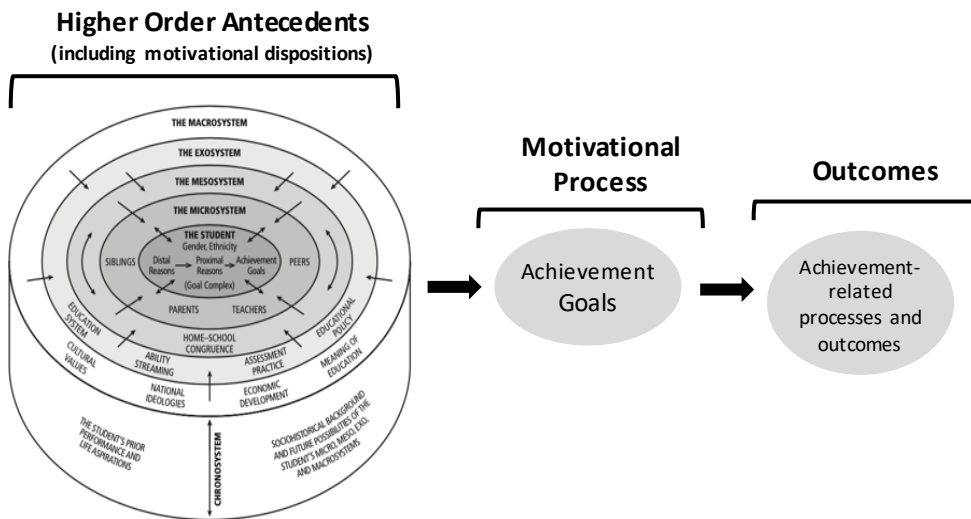 Higher Order Antecedents
(including motivational dispositions)
THE MACROSYSTEM
THE EXOSYSTEM
THE MESOSYSTEM
THE MICROSYSTEM
THE STUDENT
Gender, Ethnicity
SIBLINGS
Distal
Reasons
Proximal
Reasons
Achievement
Goals
PEERS
(Goal Complex)
PARENTS
TEACHERS
HOME–SCHOOL
CONGRUENCE
EDUCATION
SYSTEM
ABILITY
STREAMING
ASSESSMENT
PRACTICE
EDUCATIONAL
POLICY
CULTURAL
VALUES
NATIONAL
IDEOLOGIES
ECONOMIC
DEVELOPMENT
MEANING OF
EDUCATION
THE STUDENT'S PRIOR
PERFORMANCE AND
LIFE ASPIRATIONS
CHRONOSYSTEM
SOCIOHISTORICAL BACKGROUND
AND FUTURE POSSIBILITIES OF THE
STUDENT'S MICRO, MESO, EXO,
AND MACROSYSTEMS
Motivational
Process
Achievement
Goals
Outcomes
Achievement-
related
processes and
outcomes